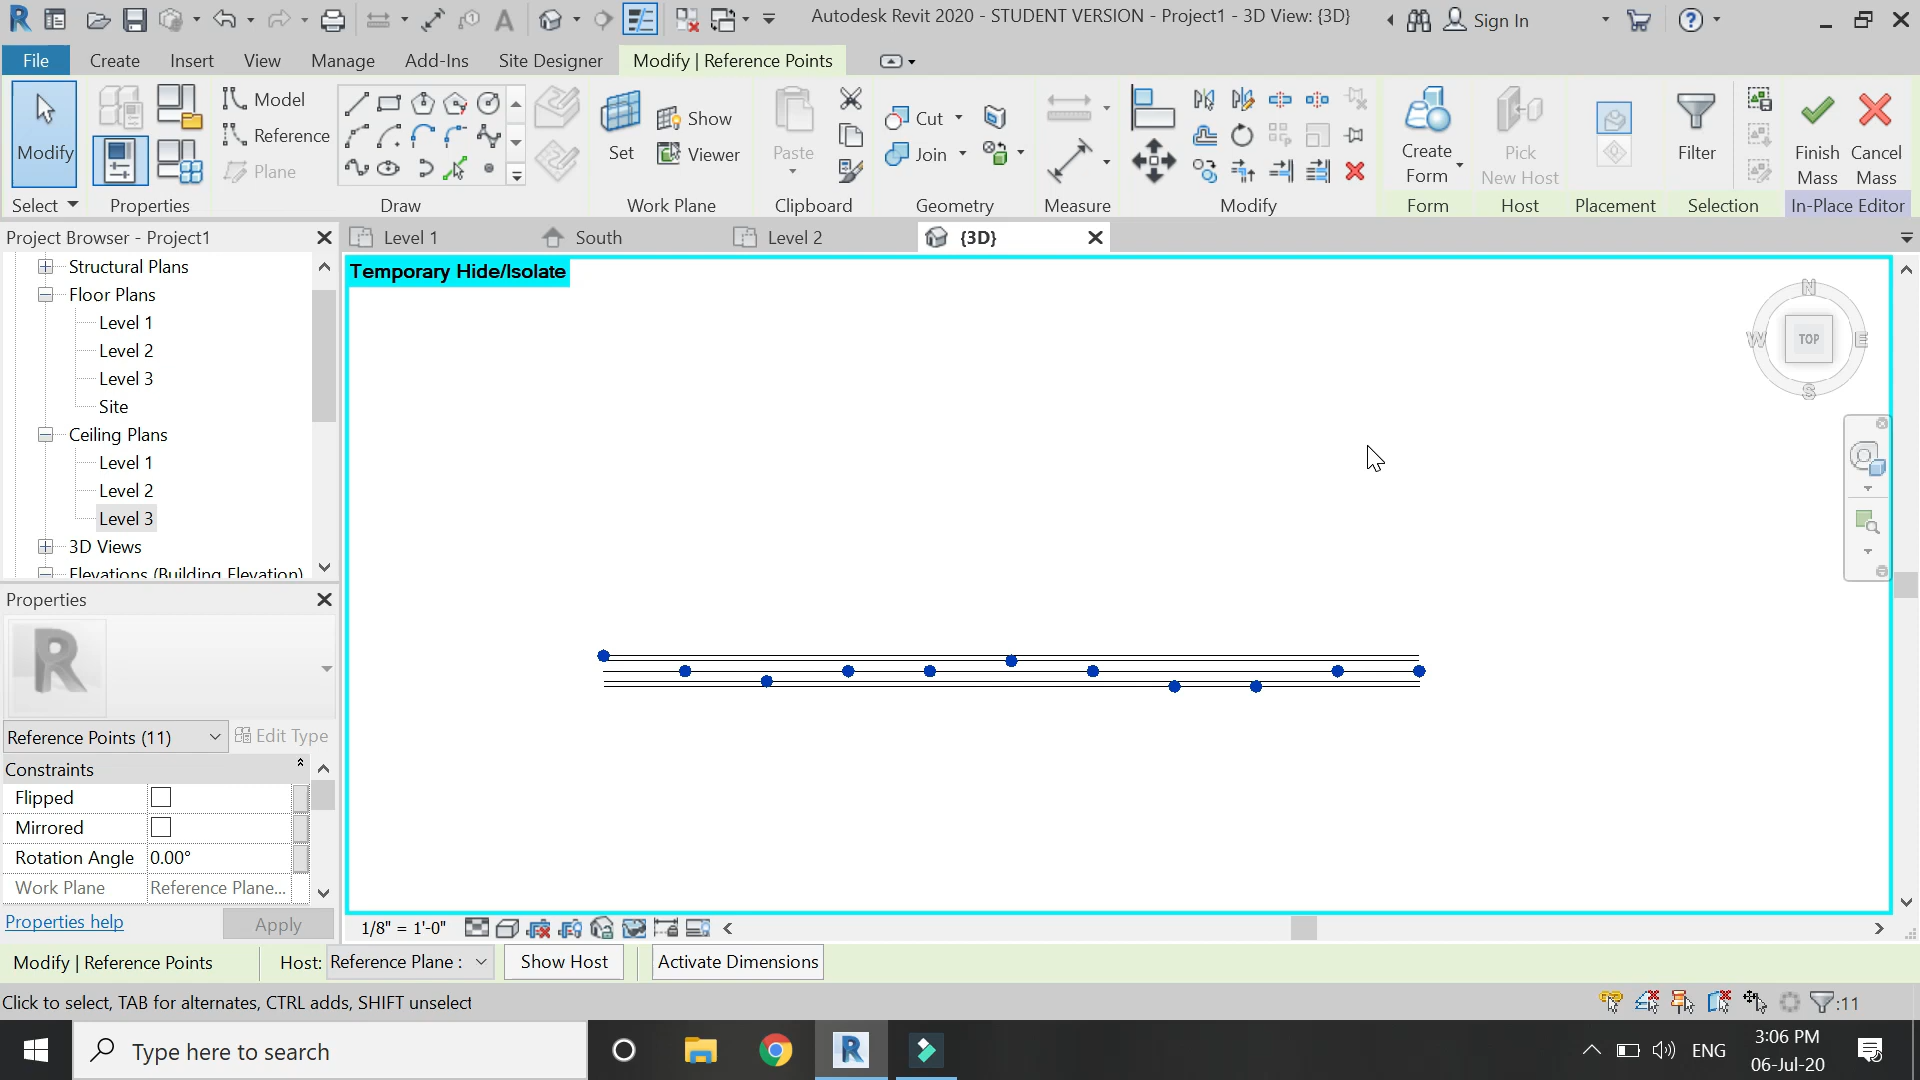 Autodesk Revit 2020 - STUDENT VERSION - Project1 - 3D View: {3D}
Sign In
File
Create
Insert
View
Manage
Add-Ins
Site Designer
Modify | Reference Points
Modify
Model
Reference
Plane
Set
Show
Viewer
Paste
Cut
Join
Create
Form
Pick
New Host
Filter
Finish
Mass
Cancel
Mass
Select
Properties
Draw
Work Plane
Clipboard
Geometry
Measure
Modify
Form
Host
Placement
Selection
In-Place Editor
Project Browser - Project1
Level 1
South
Level 2
{3D}
Structural Plans
Floor Plans
Level 1
Level 2
Level 3
Site
Ceiling Plans
Level 1
Level 2
Level 3
3D Views
Elevations (Building Elevation)
Temporary Hide/Isolate
N
W
TOP
E
S
Properties
R
Reference Points (11)
Edit Type
Constraints
Flipped
Mirrored
Rotation Angle
0.00°
Work Plane
Reference Plane...
Properties help
Apply
1/8" = 1'-0"
Modify | Reference Points
Host:
Reference Plane :
Show Host
Activate Dimensions
Click to select, TAB for alternates, CTRL adds, SHIFT unselect
:11
Type here to search
ENG
3:06 PM
06-Jul-20